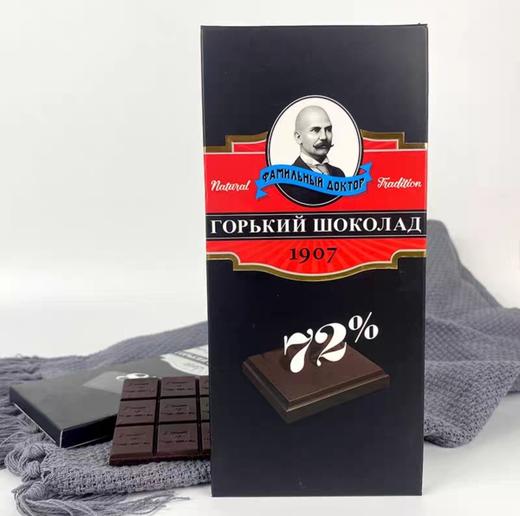 ФАМИЛЬНЫЙ ДОКТОР
Natural Tradition
ГОРЬКИЙ ШОКОЛАД
1907
72%